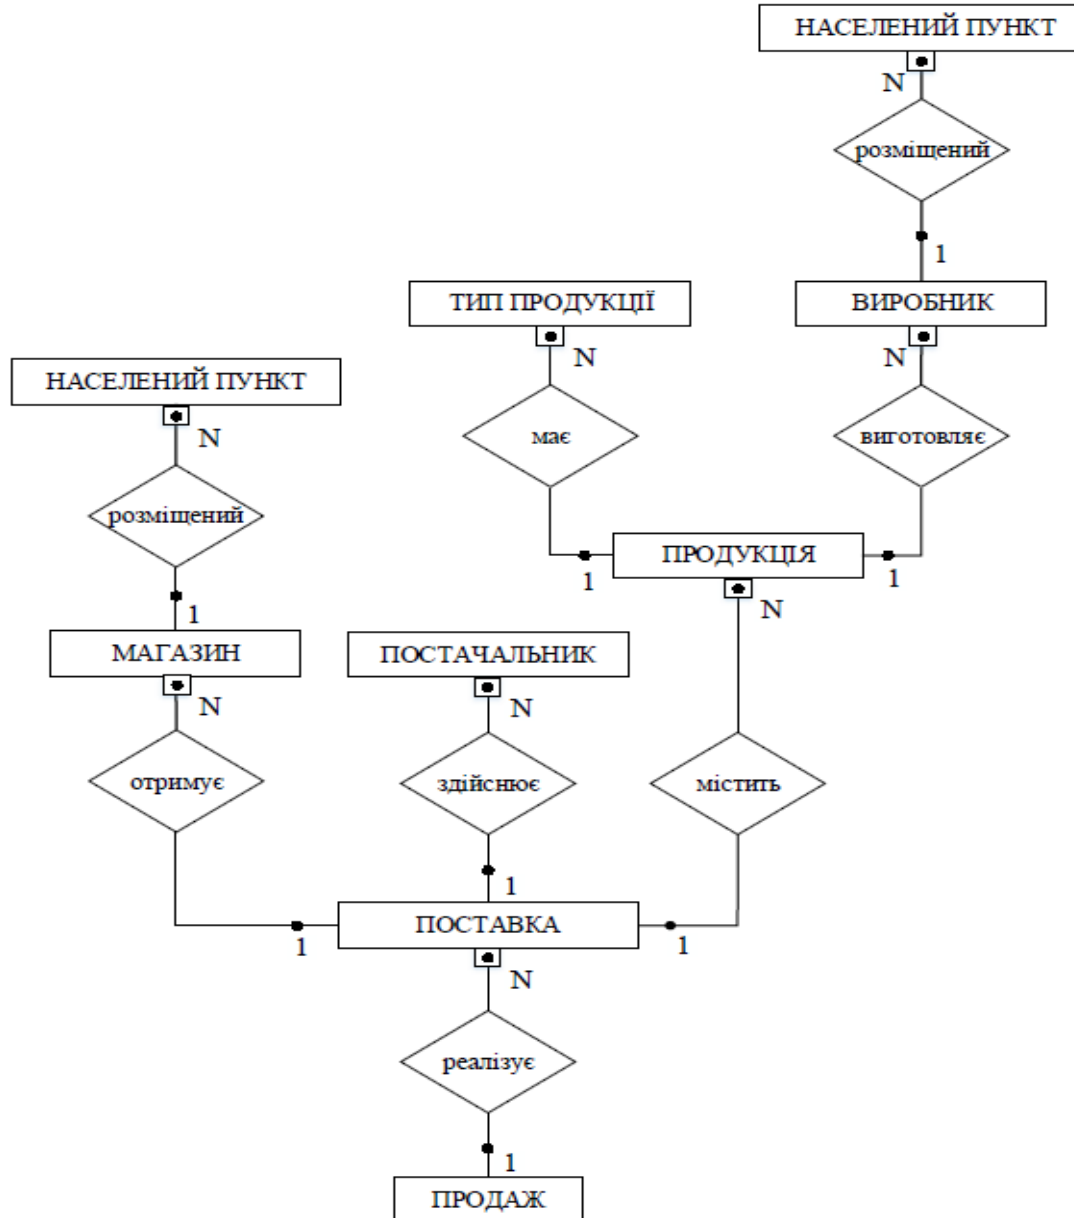 НАСЕЛЕНИЙ ПУНКТ
N
розміщений
1
ТИП ПРОДУКЦІЇ
ВИРОБНИК
N
N
НАСЕЛЕНИЙ ПУНКТ
N
має
виготовляє
розміщений
ПРОДУКЦІЯ
1
1
1
N
МАГАЗИН
ПОСТАЧАЛЬНИК
N
N
отримує
здійснює
містить
1
ПОСТАВКА
1
1
N
реалізує
1
ПРОДАЖ